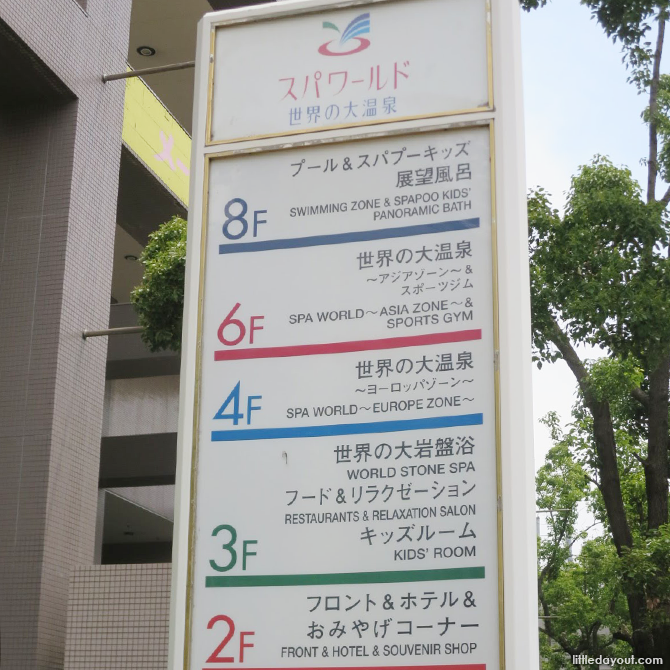 スパワールド
世界の大温泉
プール＆スパプーキッズ
展望風呂
8F
SWIMMING ZONE & SPAPOO KIDS'
PANORAMIC BATH
世界の大温泉
～アジアゾーン～＆
スポーツジム
6F
SPA WORLD～ASIA ZONE～&
SPORTS GYM
世界の大温泉
～ヨーロッパゾーン～
4F
SPA WORLD～EUROPE ZONE～
世界の大岩盤浴
WORLD STONE SPA
フード＆リラクゼーション
RESTAURANTS & RELAXATION SALON
キッズルーム
3F
KIDS' ROOM
フロント＆ホテル＆
おみやげコーナー
2F
FRONT & HOTEL & SOUVENIR SHOP
littledayout.com